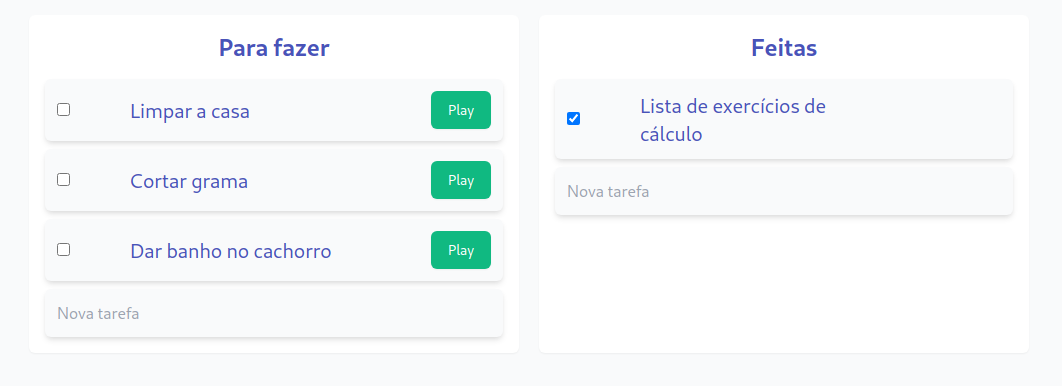 Para fazer
Limpar a casa
Play
Cortar grama
Play
Dar banho no cachorro
Play
Nova tarefa
Feitas
Lista de exercícios de
cálculo
Nova tarefa